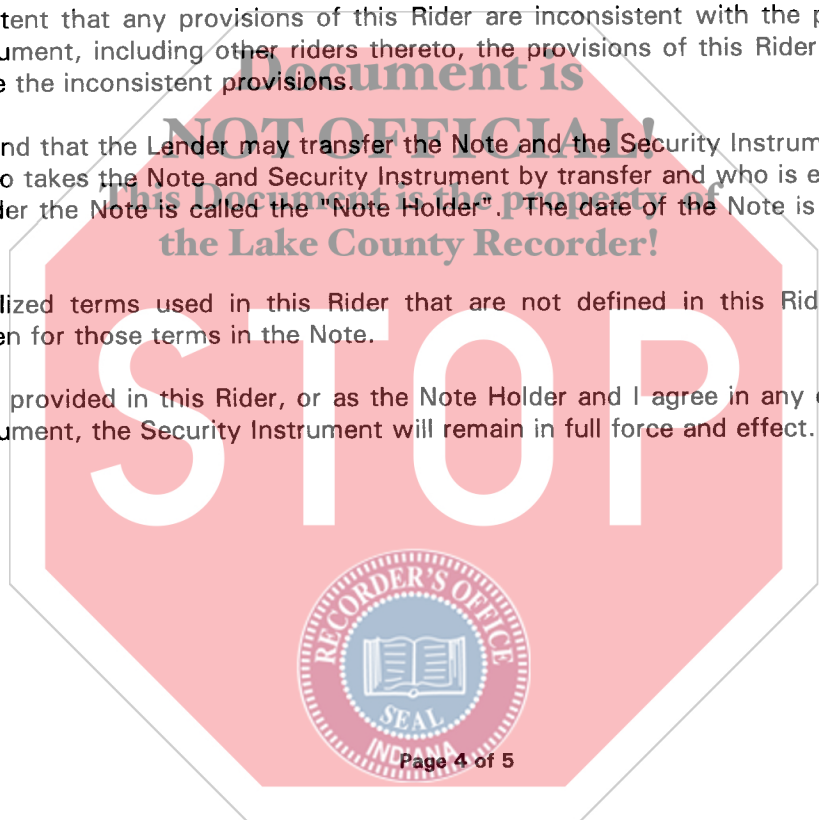 tent that any provisions of this Rider are inconsistent with the p
ument, including other riders thereto, the provisions of this Rider
e the inconsistent provisions.
Document is
NOT OFFICIAL!
This Document is the property of
the Lake County Recorder!
nd that the Lender may transfer the Note and the Security Instrum
o takes the Note and Security Instrument by transfer and who is e
der the Note is called the "Note Holder". The date of the Note is
lized terms used in this Rider that are not defined in this Rid
en for those terms in the Note.
provided in this Rider, or as the Note Holder and I agree in any
ument, the Security Instrument will remain in full force and effect.
STOP
RECORDER'S OFFICE
SEAL
INDIANA
Page 4 of 5